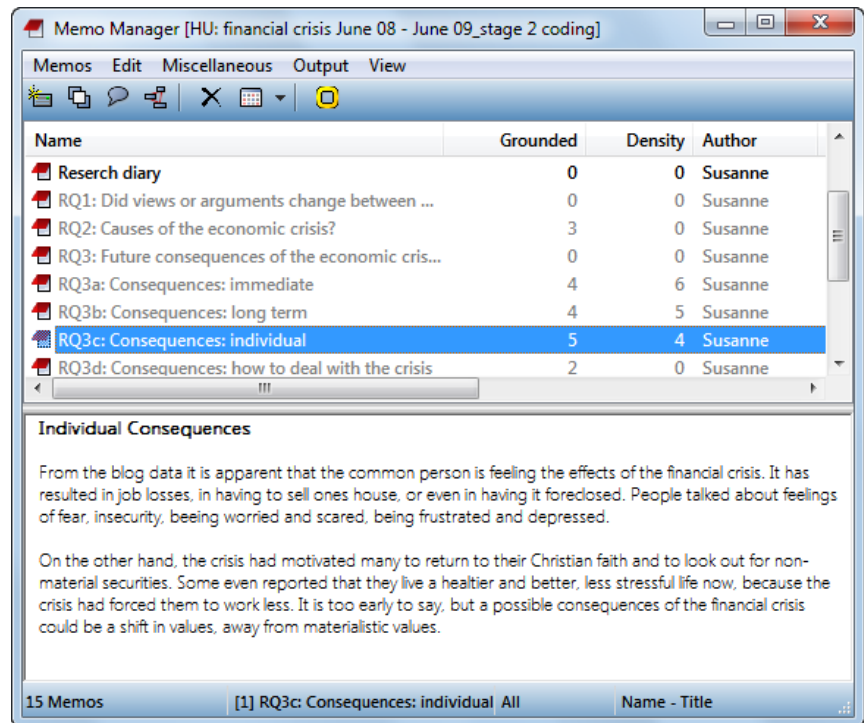 Memo Manager [HU: financial crisis June 08 - June 09_stage 2 coding]
Memos Edit Miscellaneous Output View
Name Grounded Density Author
Reserch diary 0 0 Susanne
RQ1: Did views or arguments change between ... 0 0 Susanne
RQ2: Causes of the economic crisis? 3 0 Susanne
RQ3: Future consequences of the economic cris... 0 0 Susanne
RQ3a: Consequences: immediate 4 6 Susanne
RQ3b: Consequences: long term 4 5 Susanne
RQ3c: Consequences: individual 5 4 Susanne
RQ3d: Consequences: how to deal with the crisis 2 0 Susanne
Individual Consequences
From the blog data it is apparent that the common person is feeling the effects of the financial crisis. It has
resulted in job losses, in having to sell ones house, or even in having it foreclosed. People talked about feelings
of fear, insecurity, beeing worried and scared, being frustrated and depressed.
On the other hand, the crisis had motivated many to return to their Christian faith and to look out for non-
material securities. Some even reported that they live a healtier and better, less stressful life now, because the
crisis had forced them to work less. It is too early to say, but a possible consequences of the financial crisis
could be a shift in values, away from materialistic values.
15 Memos [1] RQ3c: Consequences: individual All Name - Title